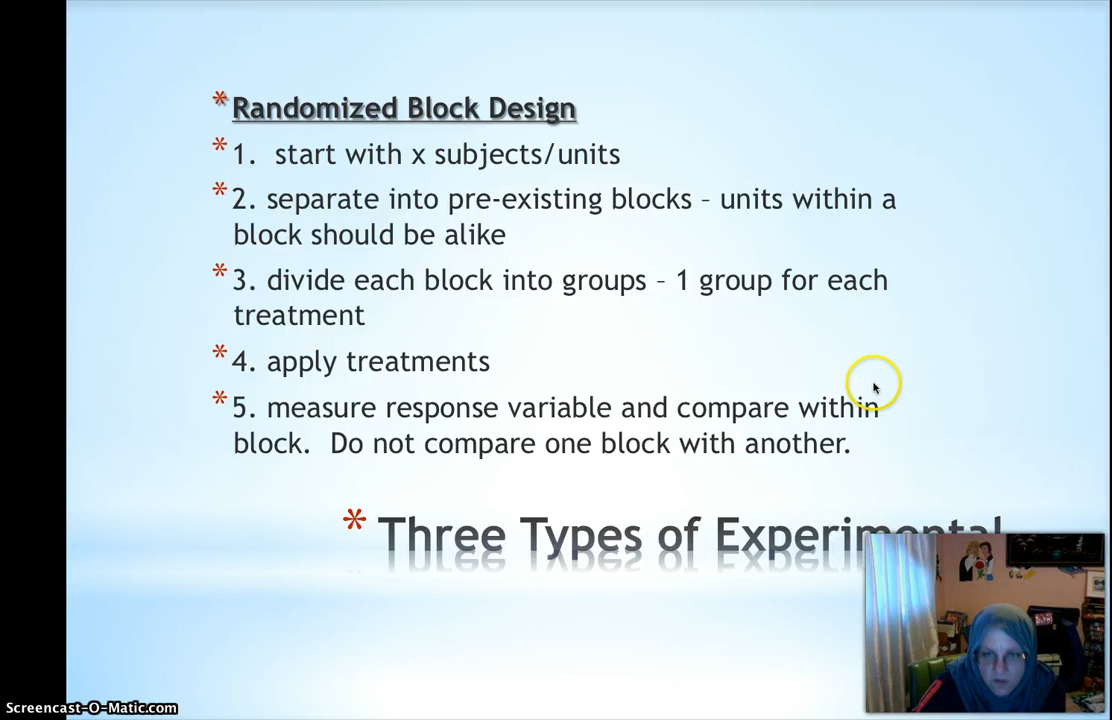 * Randomized Block Design
* 1. start with x subjects/units
* 2. separate into pre-existing blocks – units within a
block should be alike
* 3. divide each block into groups – 1 group for each
treatment
* 4. apply treatments
* 5. measure response variable and compare within
block. Do not compare one block with another.
* Three Types of Experimental
Screencast-O-Matic.com